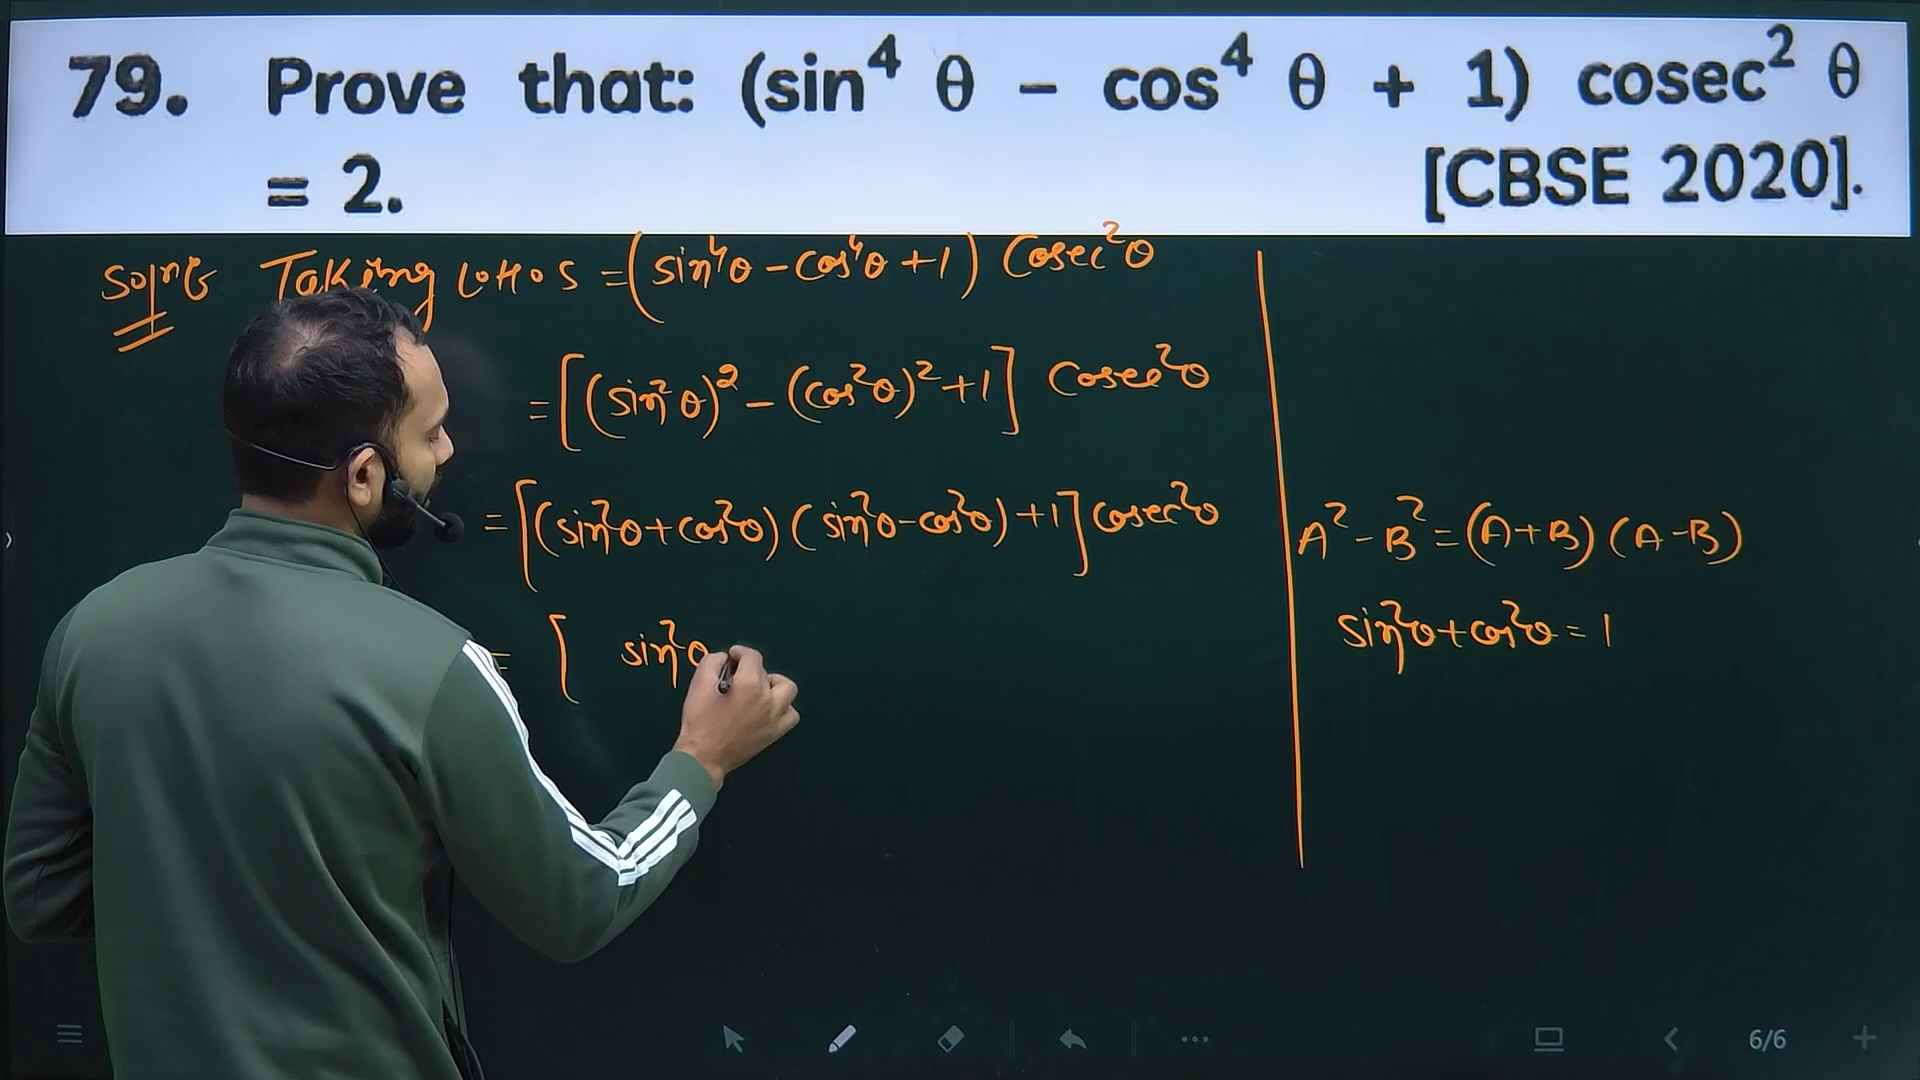 79. Prove that: (sin⁴ θ – cos⁴ θ + 1) cosec² θ
= 2. [CBSE 2020].
Taking L.H.S = (sin⁴θ - cos⁴θ + 1) Cosec²θ
= [(sin²θ)² - (cos²θ)² + 1] Cosec²θ
= [(sin²θ + cos²θ) (sin²θ - cos²θ) + 1] Cosec²θ
A² - B² = (A+B) (A-B)
= [ sin²θ
sin²θ + cos²θ = 1
6/6